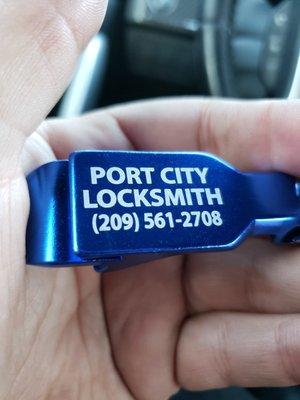 PORT CITY
LOCKSMITH
(209) 561-2708